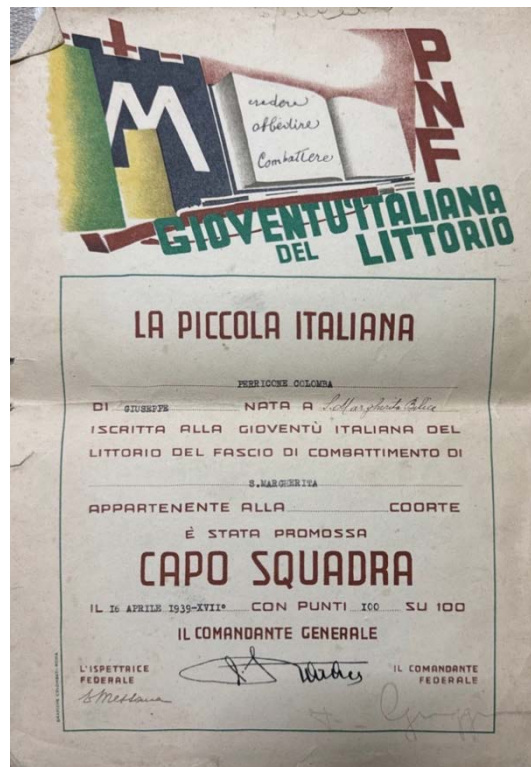 PNF
M
credere
obbedire
Combattere
GIOVENTU'ITALIANA
DEL LITTORIO
LA PICCOLA ITALIANA
PERRICONE COLOMBA
DI GIUSEPPE NATA A S. Margherita Belice
ISCRITTA ALLA GIOVENTÙ ITALIANA DEL
LITTORIO DEL FASCIO DI COMBATTIMENTO DI
S.MARGHERITA
APPARTENENTE ALLA COORTE
È STATA PROMOSSA
CAPO SQUADRA
IL 16 APRILE 1939-XVII° CON PUNTI 100 SU 100
IL COMANDANTE GENERALE
L'ISPETTRICE
FEDERALE
IL COMANDANTE
FEDERALE